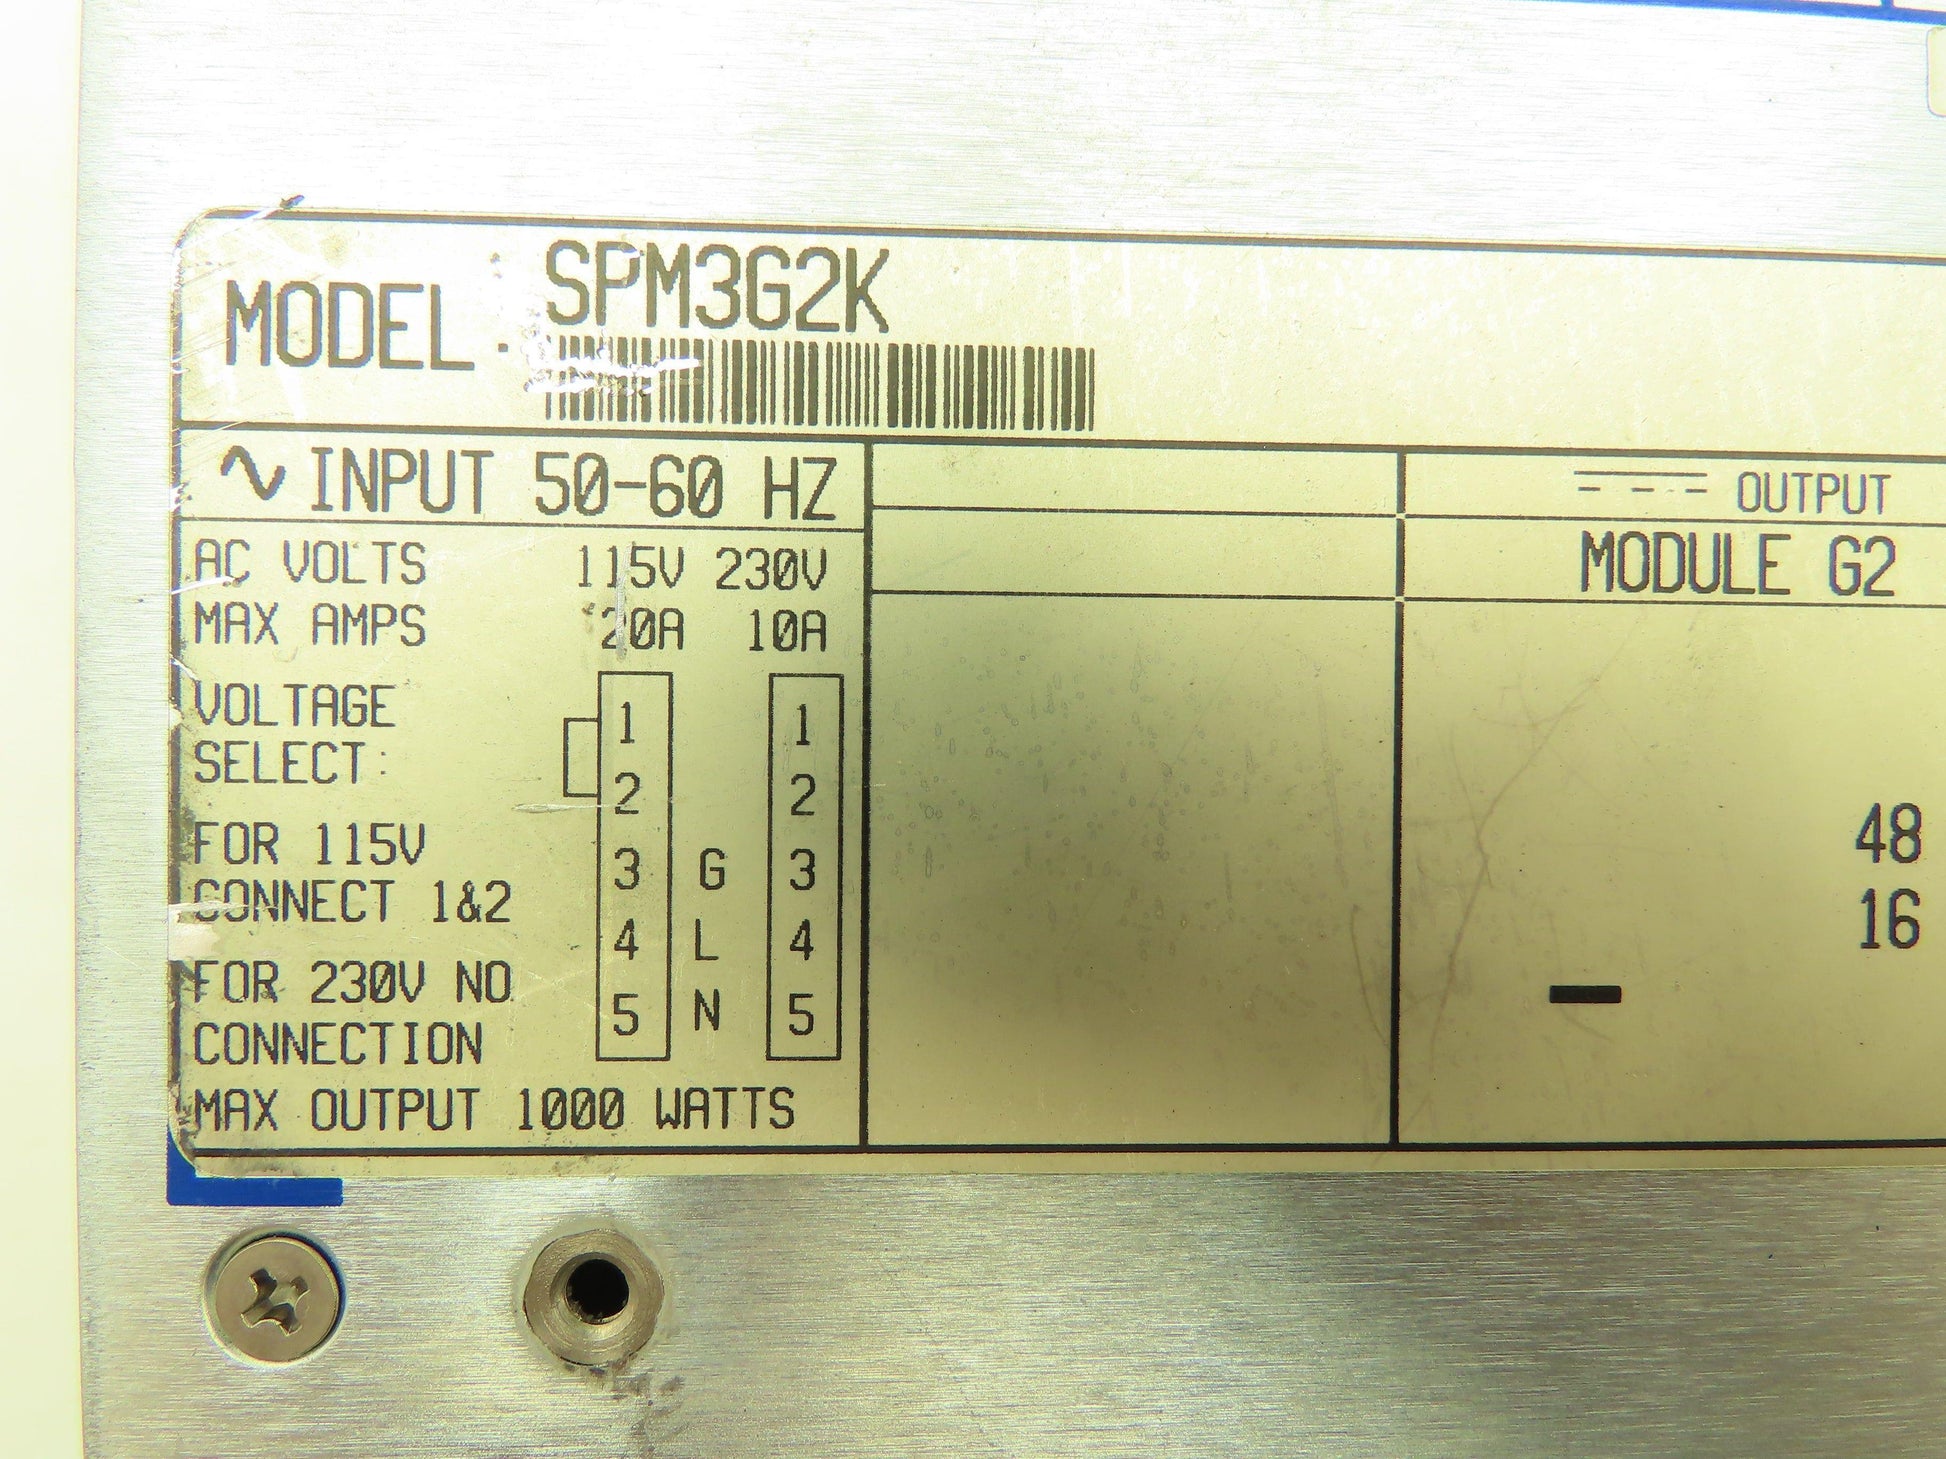 MODEL: SPM3G2K
INPUT 50-60 HZ
AC VOLTS 115V 230V
MAX AMPS 20A 10A
VOLTAGE
SELECT:
FOR 115V
CONNECT 1&2
FOR 230V NO
CONNECTION
1 1
2 2
3 G 3
4 L 4
5 N 5
MAX OUTPUT 1000 WATTS
OUTPUT
MODULE G2
48
16